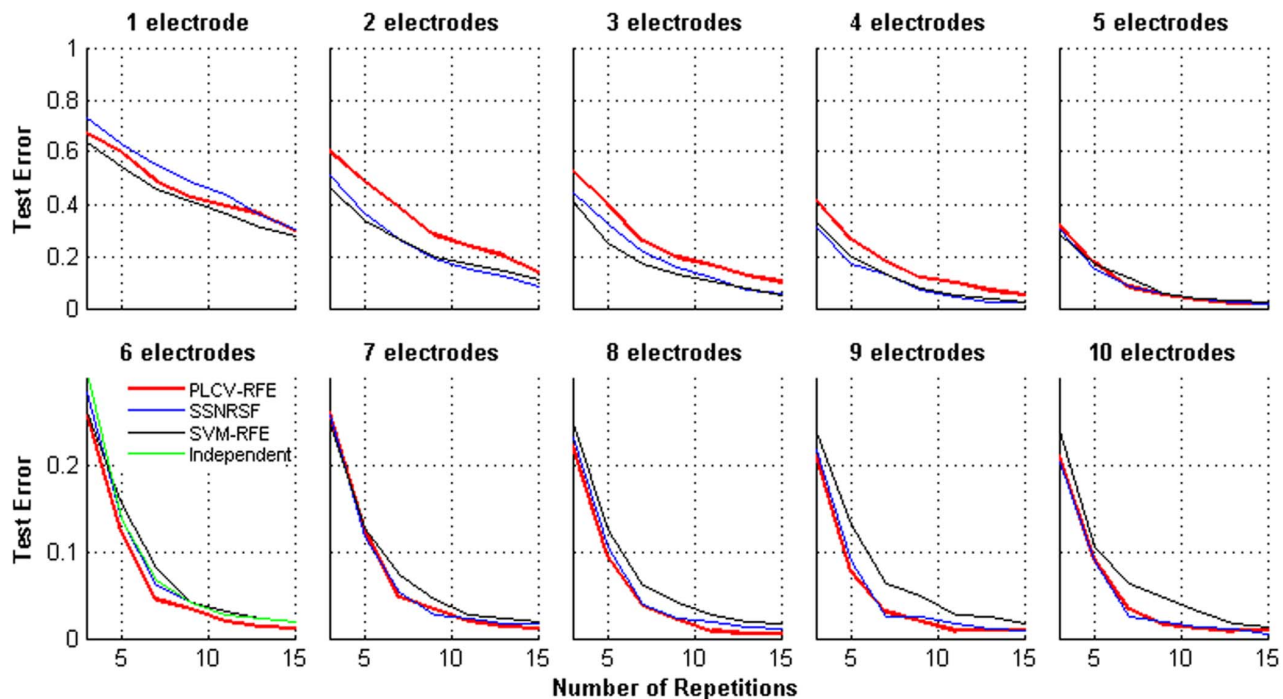 1 electrode
2 electrodes
3 electrodes
4 electrodes
5 electrodes
Test Error
1
0.8
0.6
0.4
0.2
0
6 electrodes
7 electrodes
8 electrodes
9 electrodes
10 electrodes
PLCV-RFE
SSNRSF
SVM-RFE
Independent
Test Error
0.2
0.1
0
5 10 15
5 10 15
5 10 15
5 10 15
5 10 15
Number of Repetitions